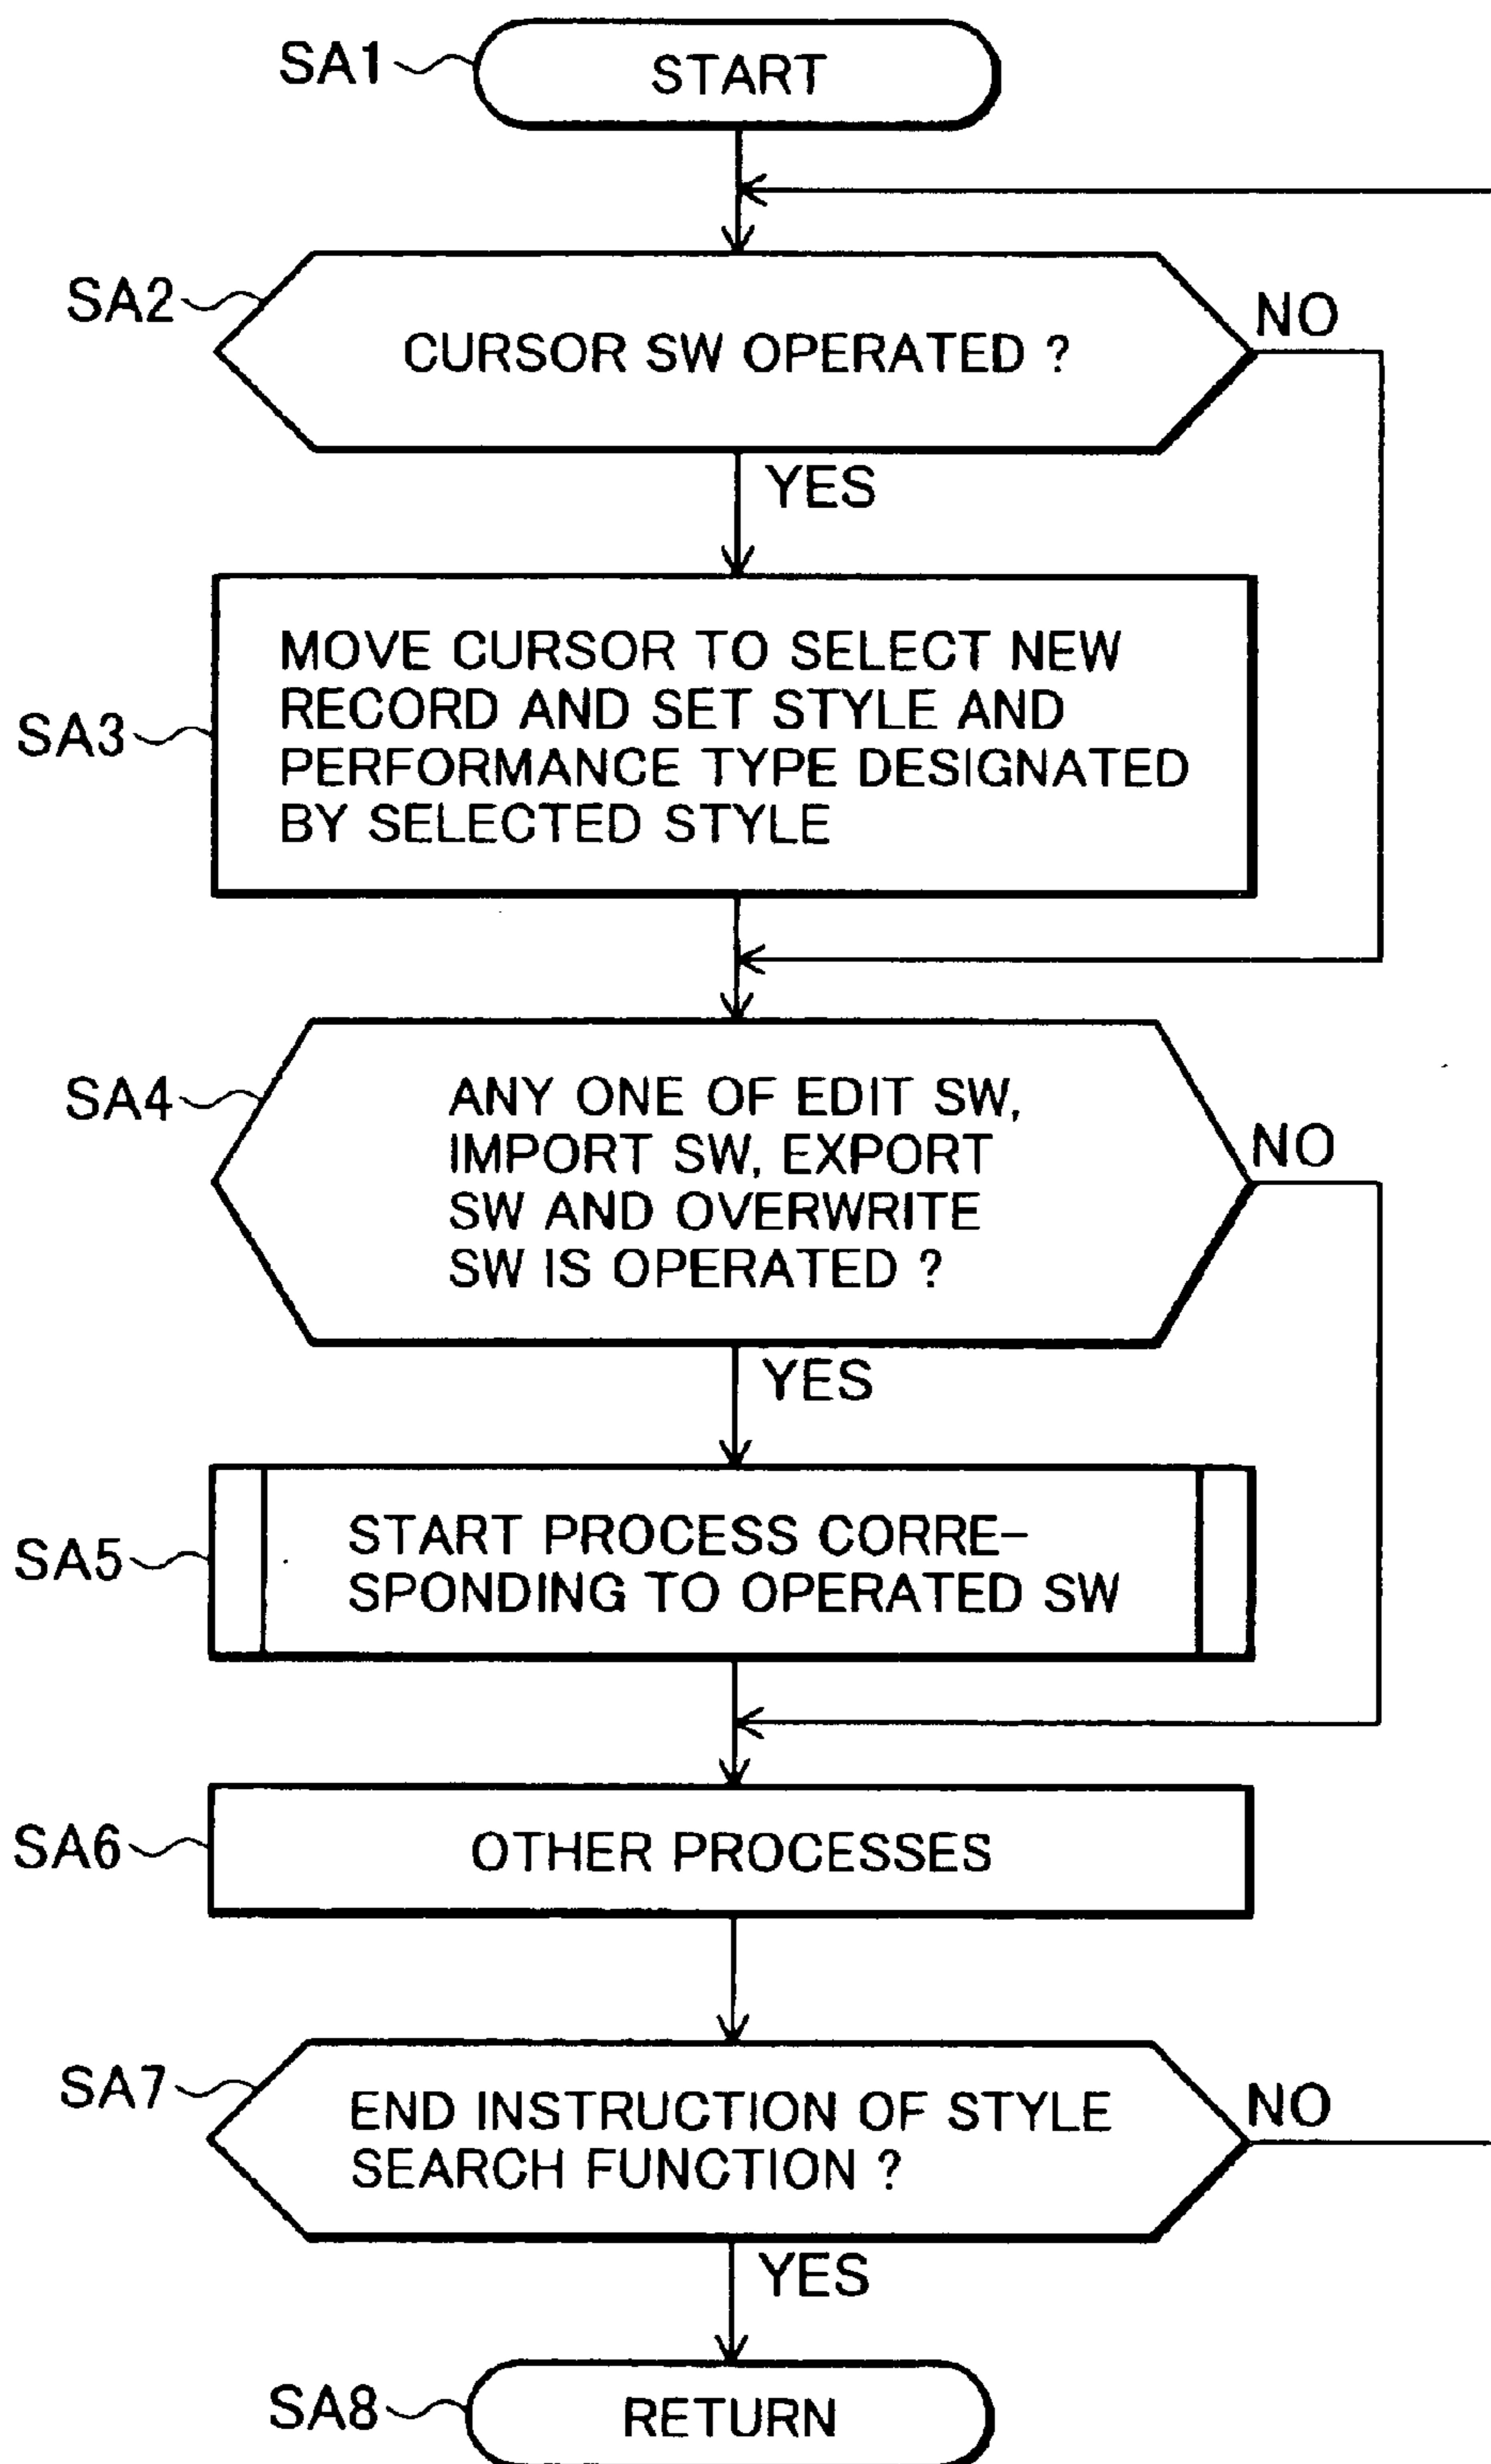 SA1
START
SA2
CURSOR SW OPERATED ?
NO
YES
SA3
MOVE CURSOR TO SELECT NEW
RECORD AND SET STYLE AND
PERFORMANCE TYPE DESIGNATED
BY SELECTED STYLE
SA4
ANY ONE OF EDIT SW,
IMPORT SW, EXPORT
SW AND OVERWRITE
SW IS OPERATED ?
NO
YES
SA5
START PROCESS CORRE-
SPONDING TO OPERATED SW
SA6
OTHER PROCESSES
SA7
END INSTRUCTION OF STYLE
SEARCH FUNCTION ?
NO
YES
SA8
RETURN